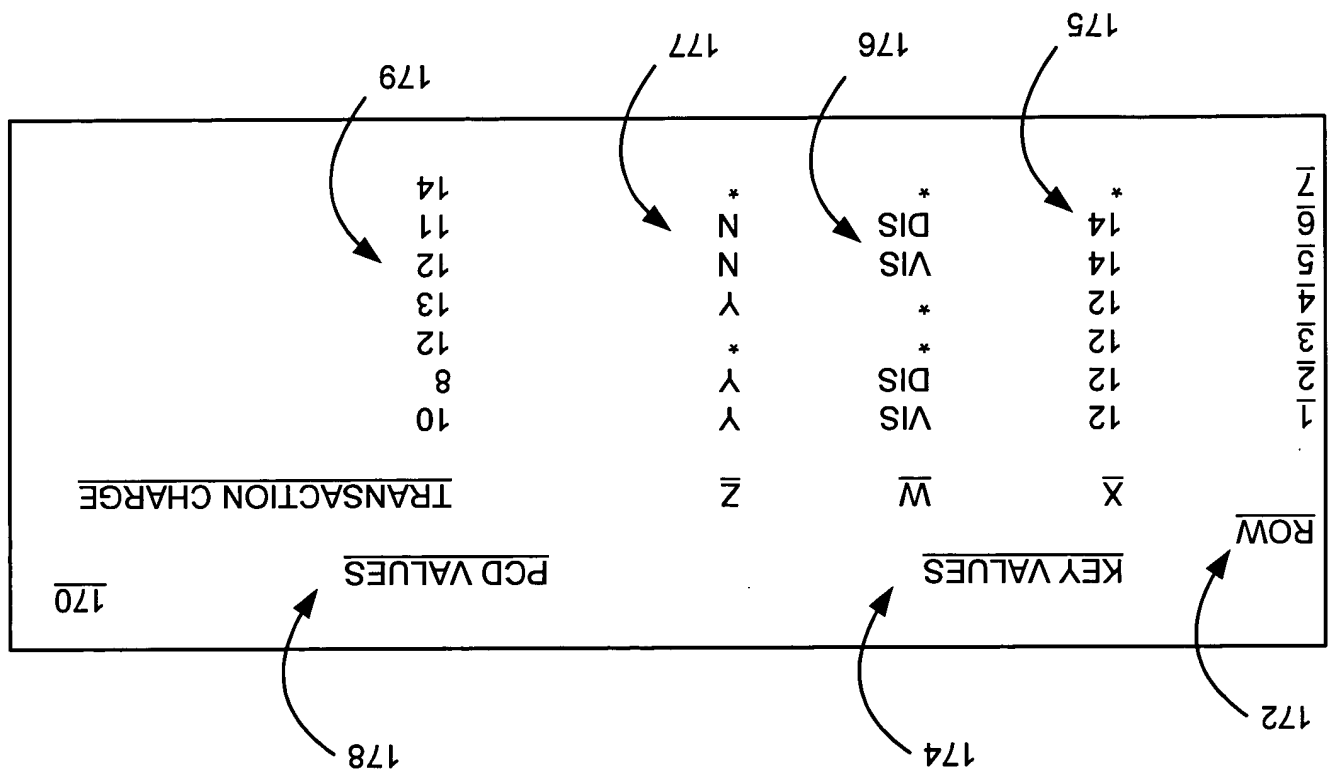 172 174 178
170
KEY VALUES PCD VALUES
ROW
X W Z TRANSACTION CHARGE
1 12 VIS Y 10
2 12 DIS Y 8
3 12 * * 12
4 12 * Y 13
5 14 VIS N 12
6 14 DIS N 11
7 * * * 14
179
175 176 177